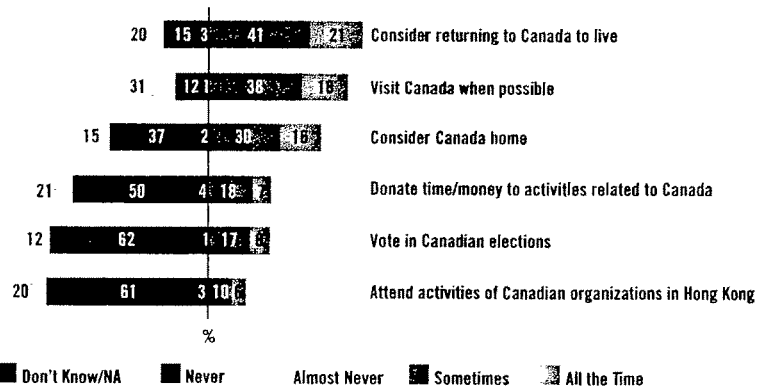 20 15 3 41 21 Consider returning to Canada to live
31 12 1 38 18 Visit Canada when possible
15 37 2 30 16 Consider Canada home
21 50 4 18 7 Donate time/money to activities related to Canada
12 62 1 17 Vote in Canadian elections
20 61 3 10 Attend activities of Canadian organizations in Hong Kong
%
Don't Know/NA Never Almost Never Sometimes All the Time